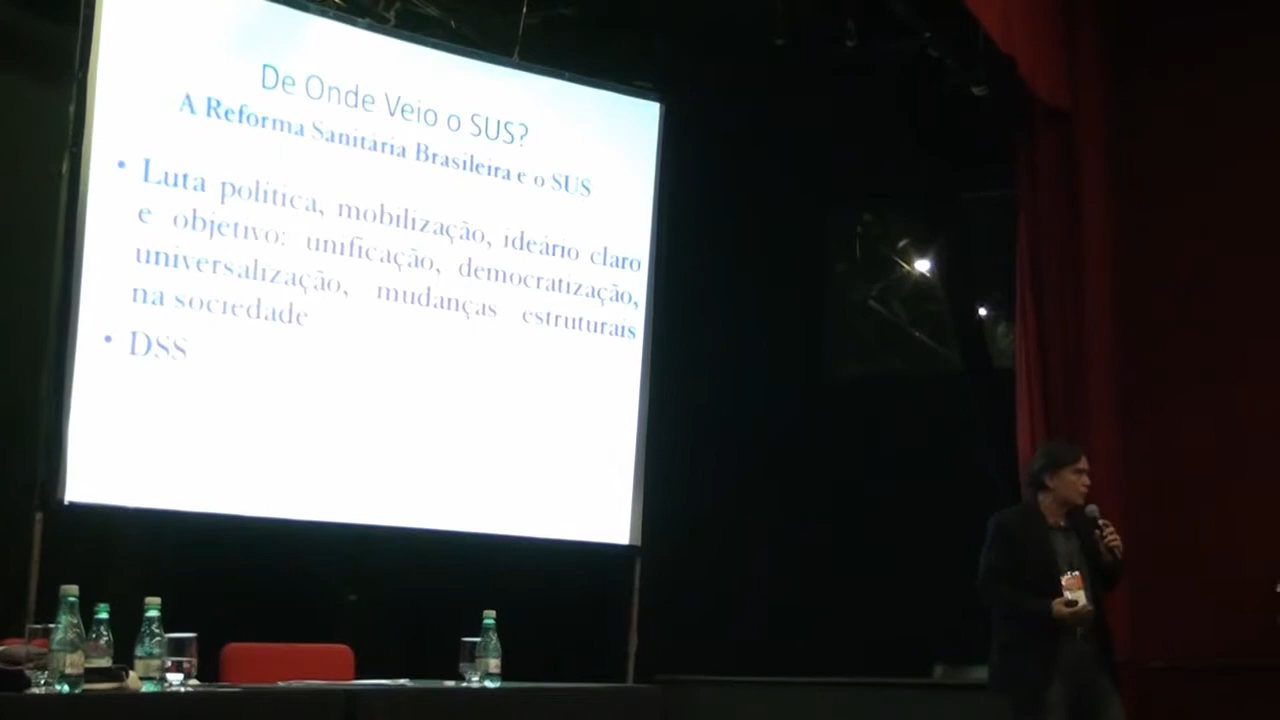 De Onde Veio o SUS?
A Reforma Sanitária Brasileira e o SUS
• Luta política, mobilização, ideário claro
e objetivo: unificação, democratização,
universalização, mudanças estruturais
na sociedade
• DSS